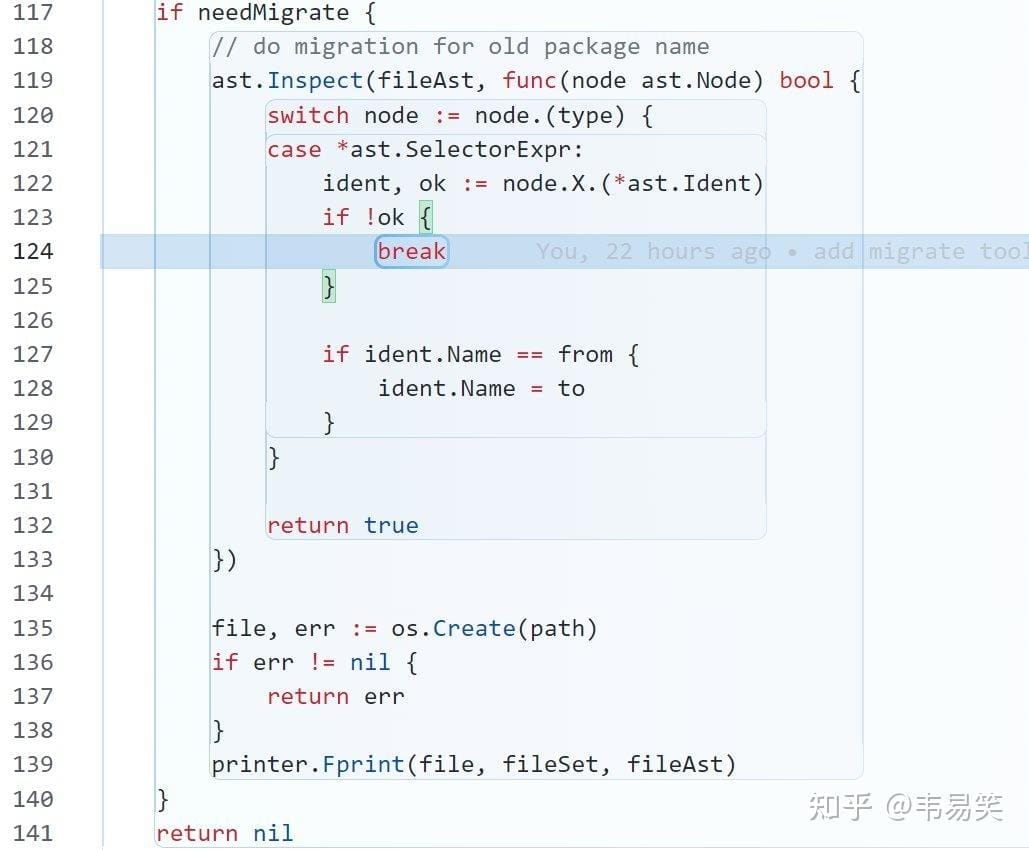 117 if needMigrate {
118 // do migration for old package name
119 ast.Inspect(fileAst, func(node ast.Node) bool {
120 switch node := node.(type) {
121 case *ast.SelectorExpr:
122 ident, ok := node.X.(*ast.Ident)
123 if !ok {
124 break You, 22 hours ago • add migrate tool
125 }
126
127 if ident.Name == from {
128 ident.Name = to
129 }
130 }
131
132 return true
133 })
134
135 file, err := os.Create(path)
136 if err != nil {
137 return err
138 }
139 printer.Fprint(file, fileSet, fileAst)
140 }
141 return nil
知乎 @韦易笑